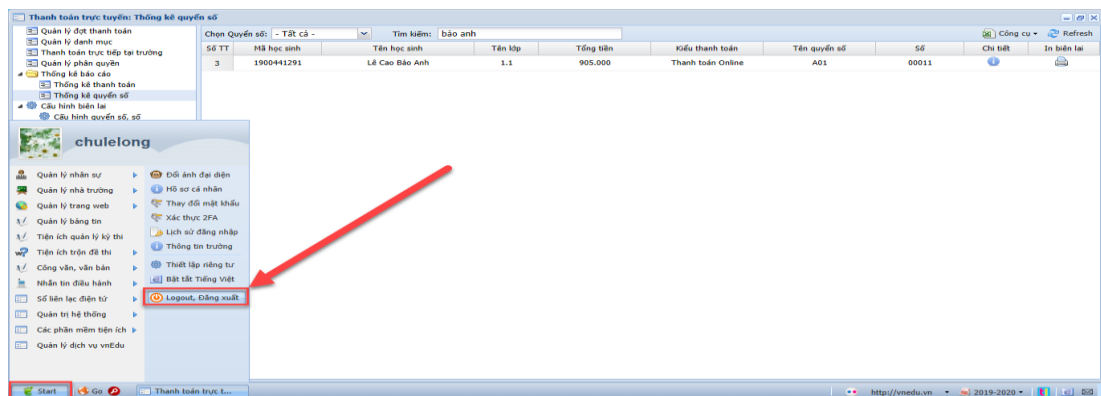 Thanh toán trực tuyến: Thống kê quyển số
Quản lý đợt thanh toán
Quản lý danh mục
Thanh toán trực tiếp tại trường
Quản lý phân quyền
Thống kê báo cáo
Thống kê thanh toán
Thống kê quyển số
Cấu hình biên lai
Cấu hình quyển số, số
Chọn Quyển số: - Tất cả - Tìm kiếm: bảo anh Công cụ Refresh
Số TT Mã học sinh Tên học sinh Tên lớp Tổng tiền Kiểu thanh toán Tên quyển số Số Chi tiết In biên lai
3 1900441291 Lê Cao Bảo Anh 1.1 905.000 Thanh toán Online A01 00011
chulelong
Quản lý nhân sự
Quản lý nhà trường
Quản lý trang web
Quản lý bảng tin
Tiện ích quản lý kỳ thi
Tiện ích trộn đề thi
Công văn, văn bản
Nhắn tin điều hành
Sổ liên lạc điện tử
Quản trị hệ thống
Các phần mềm tiện ích
Quản lý dịch vụ vnEdu
Đổi ảnh đại diện
Hồ sơ cá nhân
Thay đổi mật khẩu
Xác thực 2FA
Lịch sử đăng nhập
Thông tin trường
Thiết lập riêng tư
Bật tắt Tiếng Việt
Logout, Đăng xuất
Start Go Thanh toán trực t... http://vnedu.vn 2019-2020